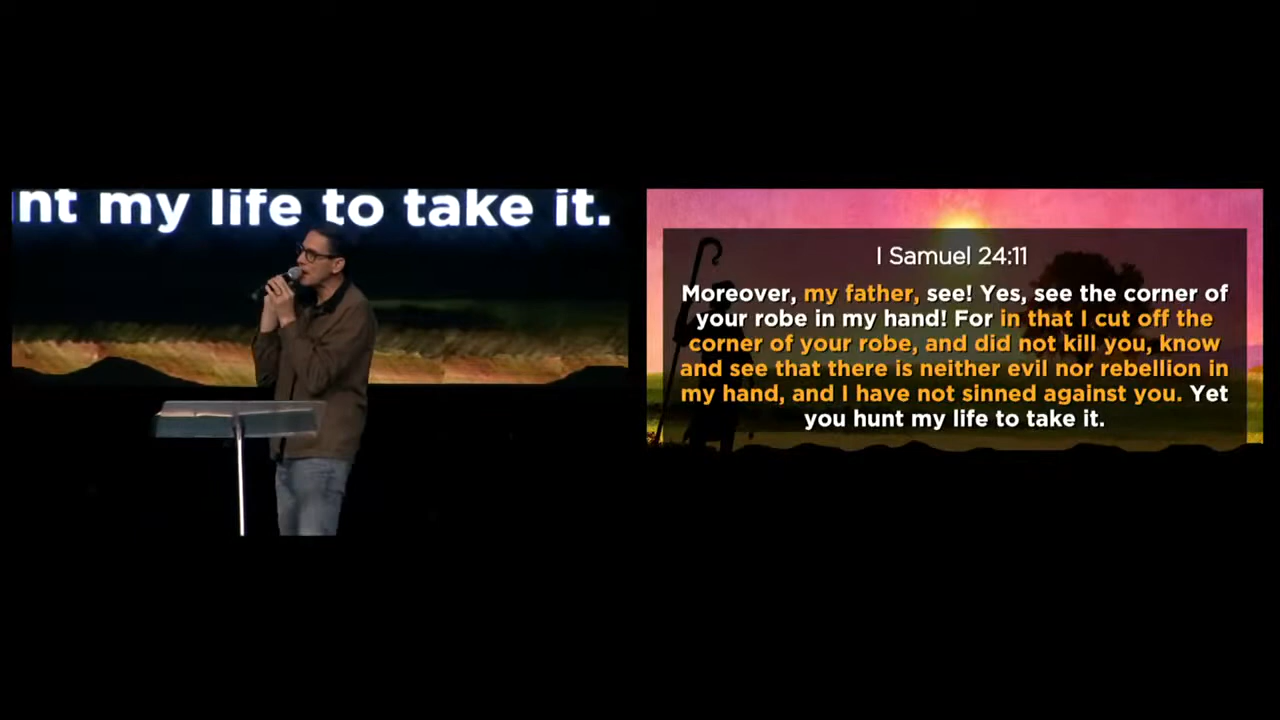 nt my life to take it.
I Samuel 24:11
Moreover, my father, see! Yes, see the corner of
your robe in my hand! For in that I cut off the
corner of your robe, and did not kill you, know
and see that there is neither evil nor rebellion in
my hand, and I have not sinned against you. Yet
you hunt my life to take it.